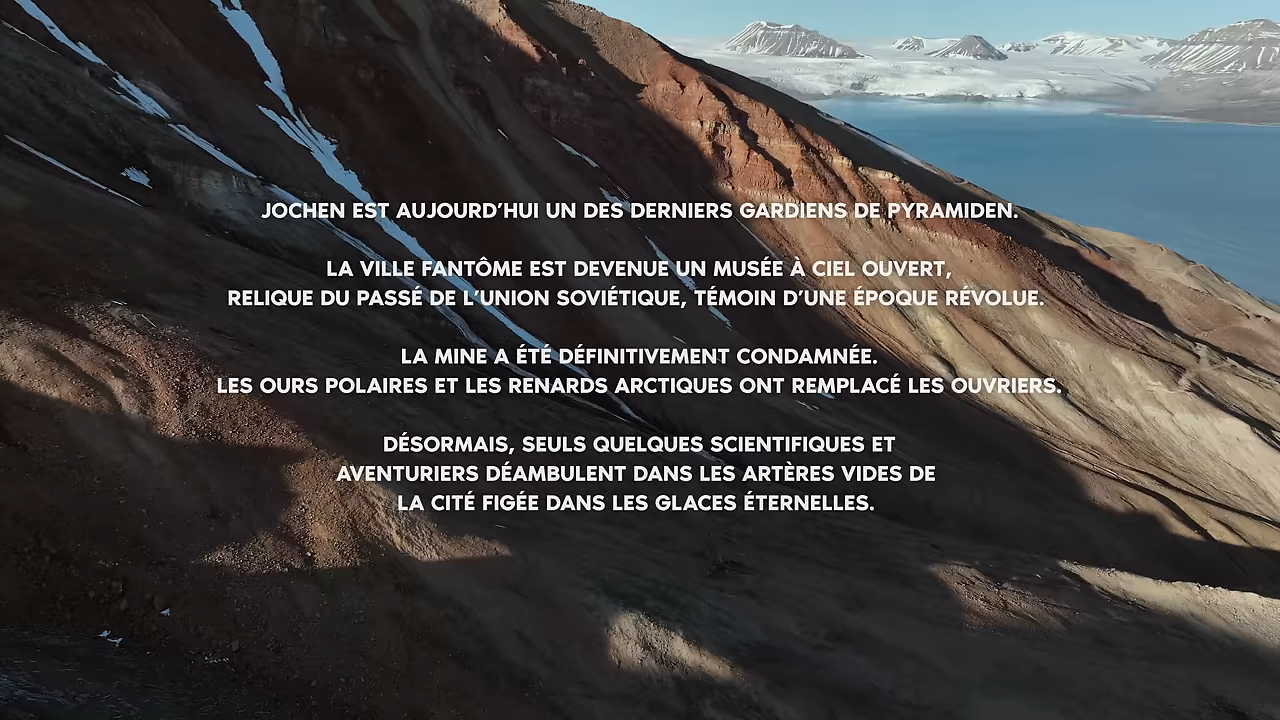 JOCHEN EST AUJOURD’HUI UN DES DERNIERS GARDIENS DE PYRAMIDEN.
LA VILLE FANTÔME EST DEVENUE UN MUSÉE À CIEL OUVERT,
RELIQUE DU PASSÉ DE L’UNION SOVIÉTIQUE, TÉMOIN D’UNE ÉPOQUE RÉVOLUE.
LA MINE A ÉTÉ DÉFINITIVEMENT CONDAMNÉE.
LES OURS POLAIRES ET LES RENARDS ARCTIQUES ONT REMPLACÉ LES OUVRIERS.
DÉSORMAIS, SEULS QUELQUES SCIENTIFIQUES ET
AVENTURIERS DÉAMBULENT DANS LES ARTÈRES VIDES DE
LA CITÉ FIGÉE DANS LES GLACES ÉTERNELLES.